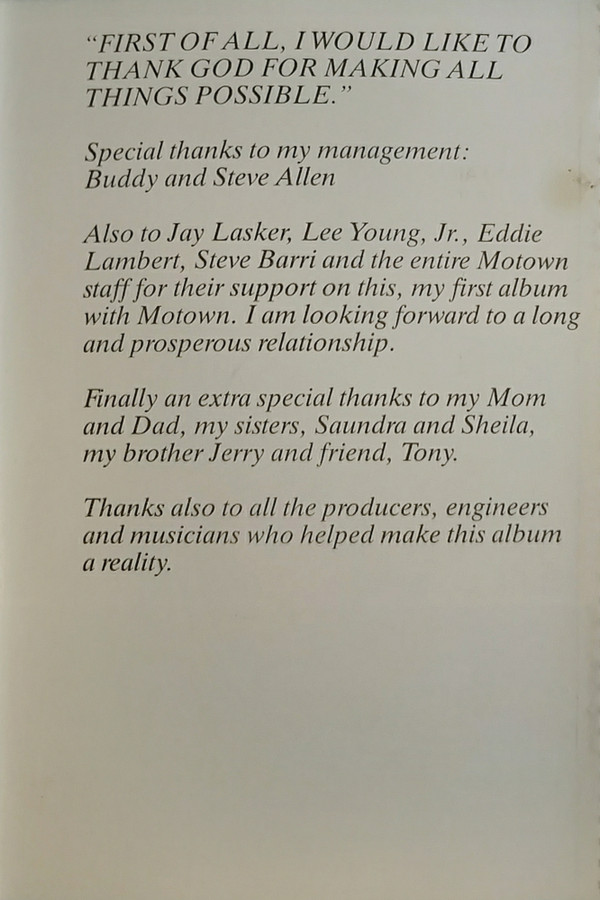 “FIRST OF ALL, I WOULD LIKE TO
THANK GOD FOR MAKING ALL
THINGS POSSIBLE.”
Special thanks to my management:
Buddy and Steve Allen
Also to Jay Lasker, Lee Young, Jr., Eddie
Lambert, Steve Barri and the entire Motown
staff for their support on this, my first album
with Motown. I am looking forward to a long
and prosperous relationship.
Finally an extra special thanks to my Mom
and Dad, my sisters, Saundra and Sheila,
my brother Jerry and friend, Tony.
Thanks also to all the producers, engineers
and musicians who helped make this album
a reality.